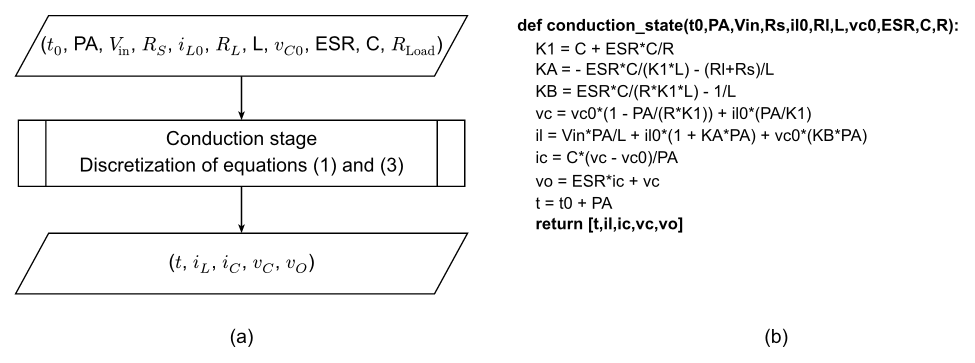 (t₀, PA, Vᵢₙ, R_S, i_L0, R_L, L, v_C0, ESR, C, R_Load)
Conduction stage
Discretization of equations (1) and (3)
(t, i_L, i_C, v_C, v_O)
(a)
def conduction_state(t0,PA,Vin,Rs,il0,Rl,L,vc0,ESR,C,R):
K1 = C + ESR*C/R
KA = - ESR*C/(K1*L) - (Rl+Rs)/L
KB = ESR*C/(R*K1*L) - 1/L
vc = vc0*(1 - PA/(R*K1)) + il0*(PA/K1)
il = Vin*PA/L + il0*(1 + KA*PA) + vc0*(KB*PA)
ic = C*(vc - vc0)/PA
vo = ESR*ic + vc
t = t0 + PA
return [t,il,ic,vc,vo]
(b)